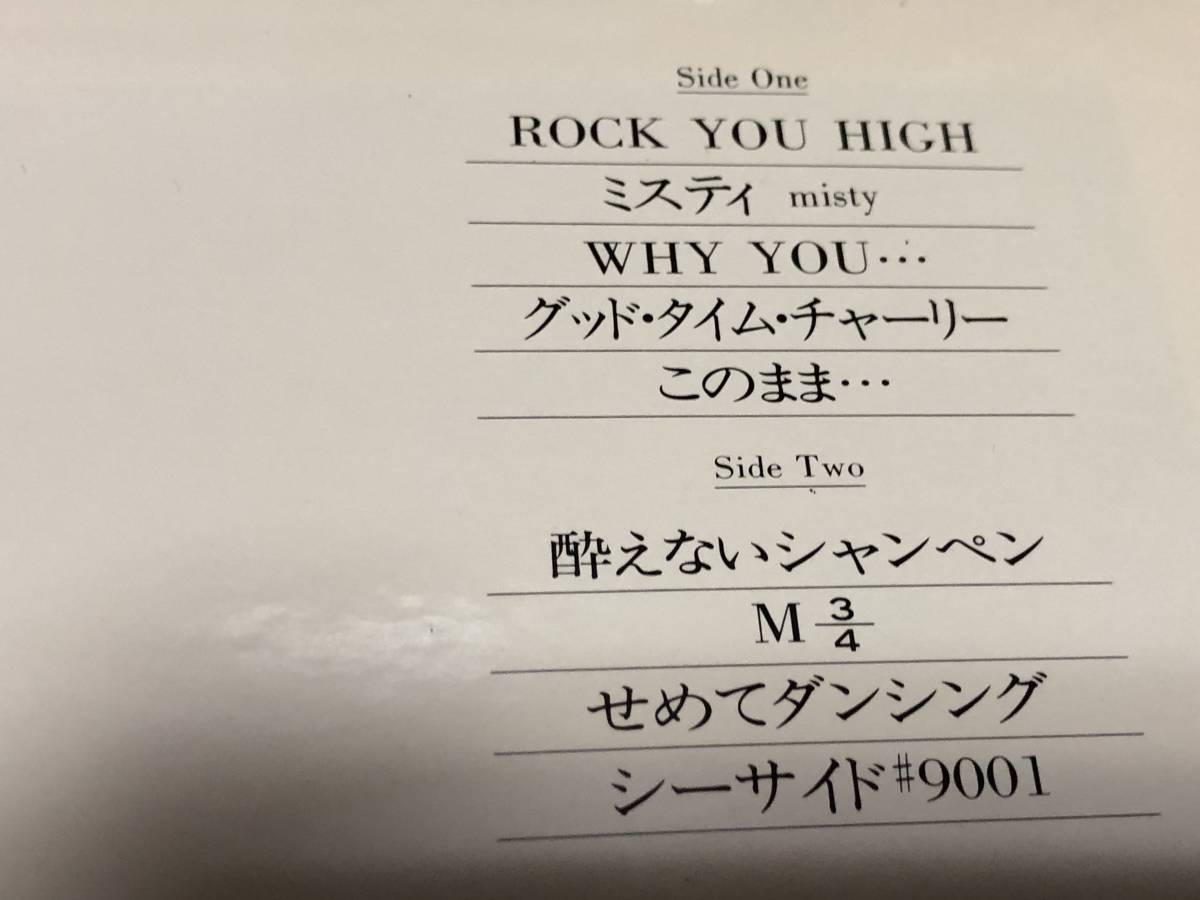 Side One
ROCK YOU HIGH
ミスティ misty
WHY YOU…
グッド・タイム・チャーリー
このまま…
Side Two
酔えないシャンペン
M 3/4
せめてダンシング
シーサイド#9001